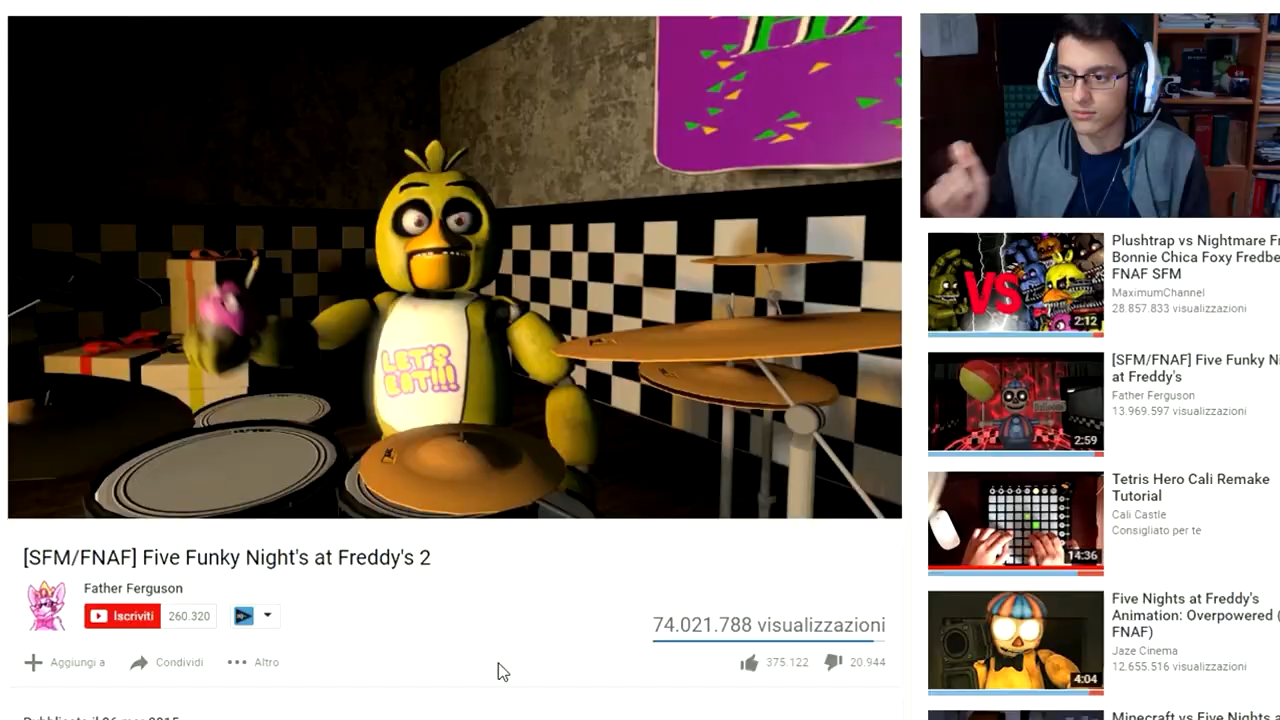 LET'S
EAT!!!
[SFM/FNAF] Five Funky Night's at Freddy's 2
Father Ferguson
Iscriviti 260.320
74.021.788 visualizzazioni
Aggiungi a Condividi Altro
375.122 20.944
Plushtrap vs Nightmare
Bonnie Chica Foxy
FNAF SFM
MaximumChannel
28.857.833 visualizzazioni
VS
2:12
[SFM/FNAF] Five Funky
at Freddy's
Father Ferguson
13.969.597 visualizzazioni
2:59
Tetris Hero Cali Remake
Tutorial
Cali Castle
Consigliato per te
14:36
Five Nights at Freddy's
Animation: Overpowered (
FNAF)
Jaze Cinema
12.655.516 visualizzazioni
4:04
Minecraft vs Five Nights